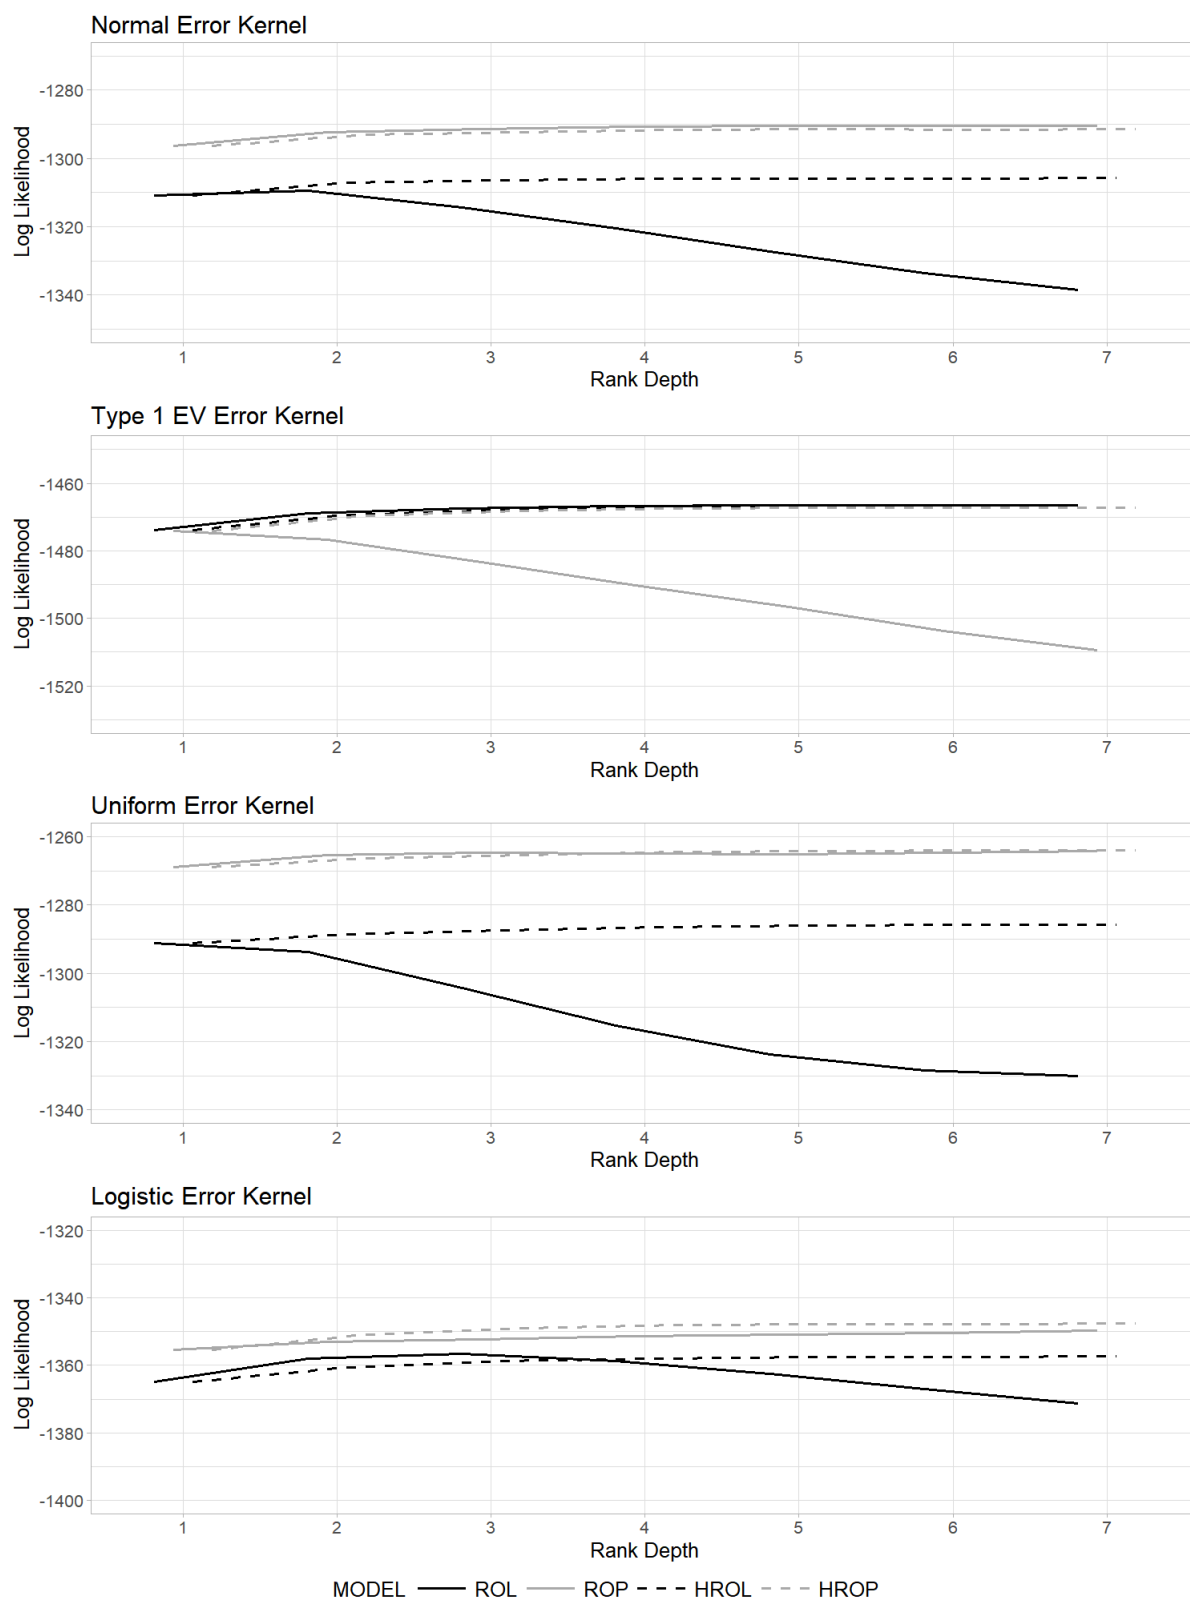 Normal Error Kernel
-1280
-1300
-1320
-1340
Log Likelihood
1 2 3 4 5 6 7
Rank Depth
Type 1 EV Error Kernel
-1460
-1480
-1500
-1520
Log Likelihood
1 2 3 4 5 6 7
Rank Depth
Uniform Error Kernel
-1260
-1280
-1300
-1320
-1340
Log Likelihood
1 2 3 4 5 6 7
Rank Depth
Logistic Error Kernel
-1320
-1340
-1360
-1380
-1400
Log Likelihood
1 2 3 4 5 6 7
Rank Depth
MODEL ROL ROP HROL HROP